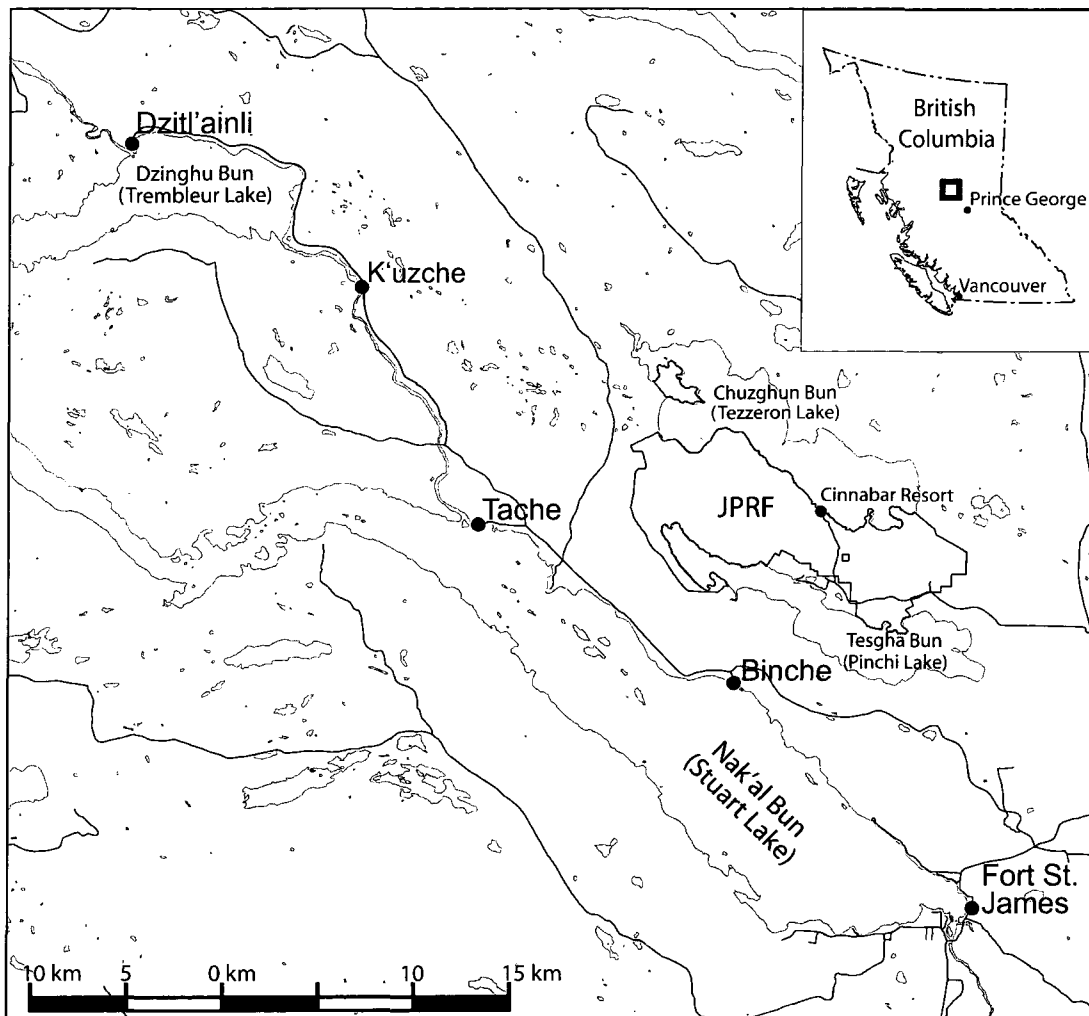 British
Columbia
Prince George
Vancouver
Dzitl'ainli
Dzinghu Bun
(Trembleur Lake)
K'uzche
Chuzghun Bun
(Tezzeron Lake)
Cinnabar Resort
JPRF
Tache
Tesgha Bun
(Pinchi Lake)
Binche
Nak'al Bun
(Stuart Lake)
Fort St.
James
10 km 5 0 km 10 15 km